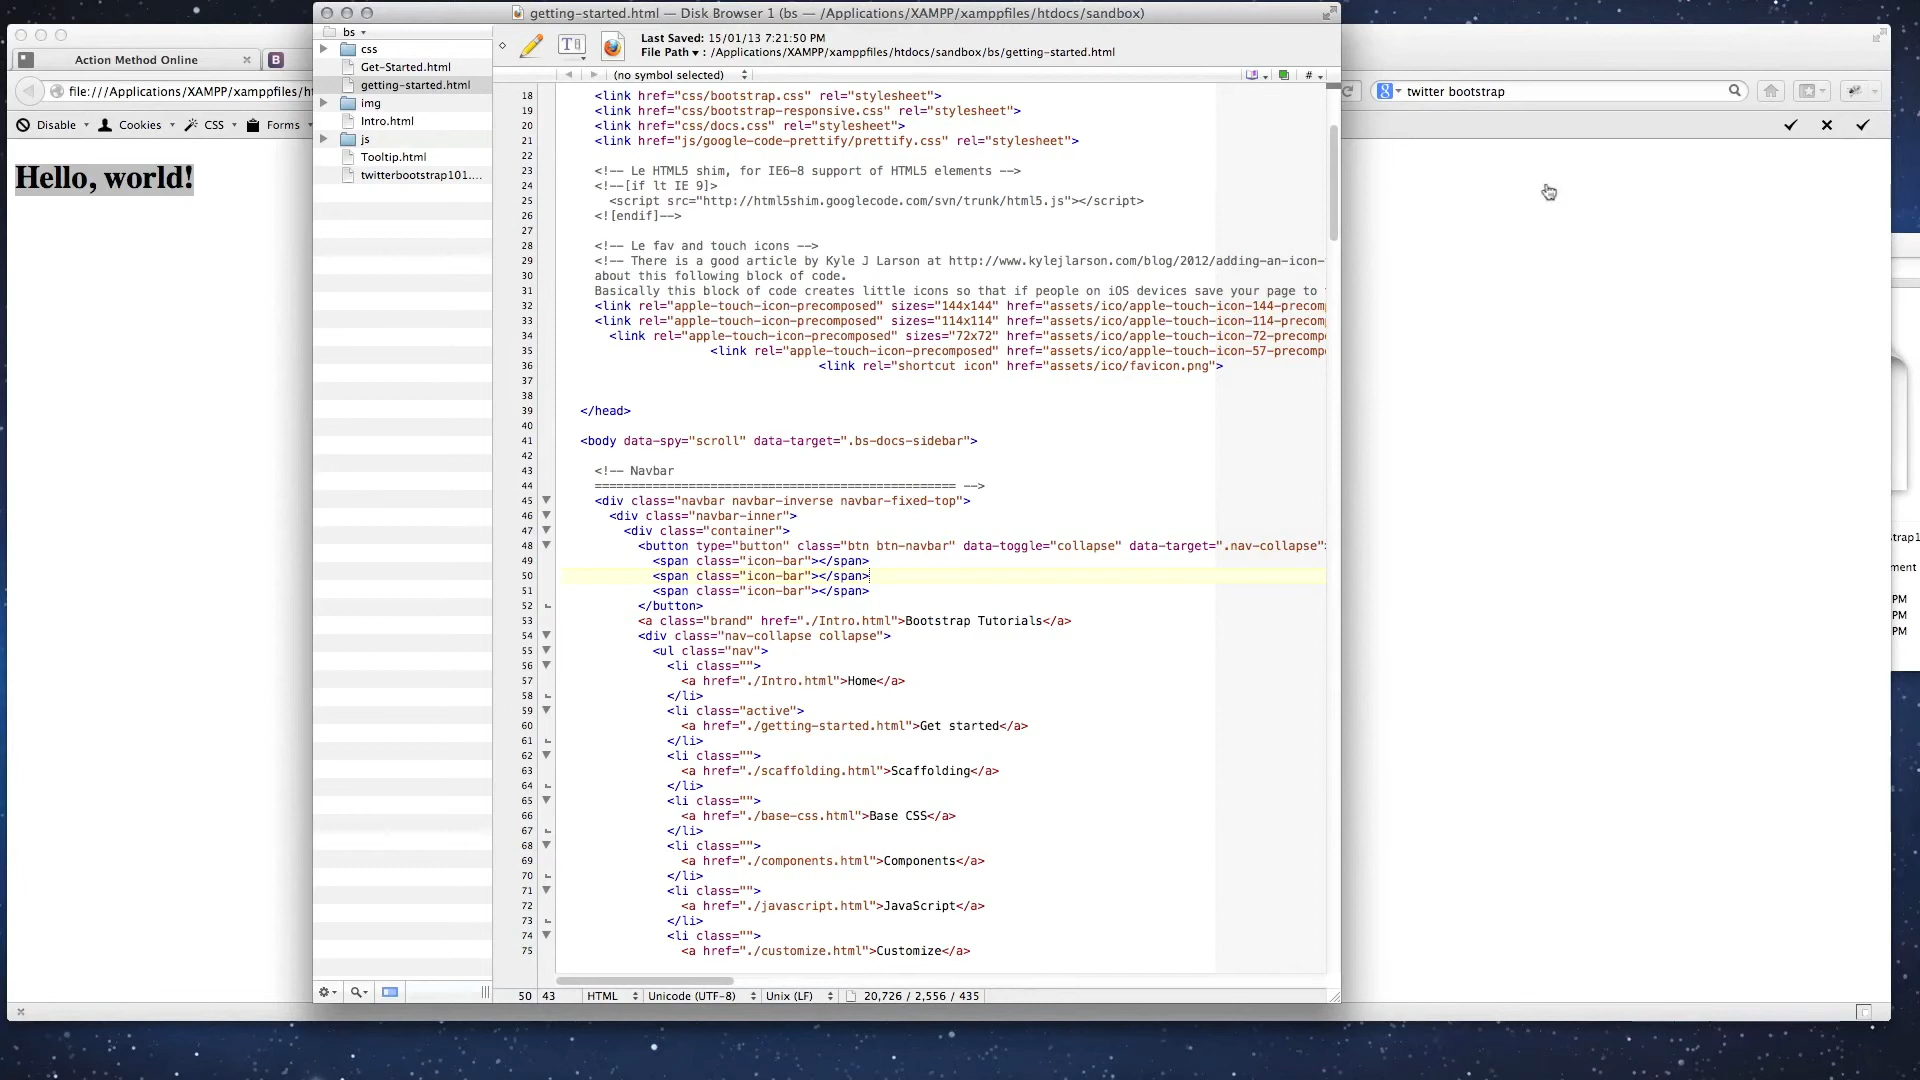 getting-started.html — Disk Browser 1 (bs — /Applications/XAMPP/xamppfiles/htdocs/sandbox)
Action Method Online
B
file:///Applications/XAMPP/xamppfiles/ht
Disable
Cookies
CSS
Forms
Hello, world!
bs
css
Get-Started.html
getting-started.html
img
Intro.html
js
Tooltip.html
twitterbootstrap101....
Last Saved: 15/01/13 7:21:50 PM
File Path ▾ : /Applications/XAMPP/xamppfiles/htdocs/sandbox/bs/getting-started.html
(no symbol selected)
#
18 <link href="css/bootstrap.css" rel="stylesheet">
19 <link href="css/bootstrap-responsive.css" rel="stylesheet">
20 <link href="css/docs.css" rel="stylesheet">
21 <link href="js/google-code-prettify/prettify.css" rel="stylesheet">
22
23 <!-- Le HTML5 shim, for IE6-8 support of HTML5 elements -->
24 <!--[if lt IE 9]>
25 <script src="http://html5shim.googlecode.com/svn/trunk/html5.js"></script>
26 <![endif]-->
27
28 <!-- Le fav and touch icons -->
29 <!-- There is a good article by Kyle J Larson at http://www.kylejlarson.com/blog/2012/adding-an-icon-
30 about this following block of code.
31 Basically this block of code creates little icons so that if people on iOS devices save your page to
32 <link rel="apple-touch-icon-precomposed" sizes="144x144" href="assets/ico/apple-touch-icon-144-precom
33 <link rel="apple-touch-icon-precomposed" sizes="114x114" href="assets/ico/apple-touch-icon-114-precom
34 <link rel="apple-touch-icon-precomposed" sizes="72x72" href="assets/ico/apple-touch-icon-72-precompo
35 <link rel="apple-touch-icon-precomposed" href="assets/ico/apple-touch-icon-57-precompo
36 <link rel="shortcut icon" href="assets/ico/favicon.png">
37
38
39 </head>
40
41 <body data-spy="scroll" data-target=".bs-docs-sidebar">
42
43 <!-- Navbar
44 ================================================== -->
45 <div class="navbar navbar-inverse navbar-fixed-top">
46 <div class="navbar-inner">
47 <div class="container">
48 <button type="button" class="btn btn-navbar" data-toggle="collapse" data-target=".nav-collapse">
49 <span class="icon-bar"></span>
50 <span class="icon-bar"></span>
51 <span class="icon-bar"></span>
52 </button>
53 <a class="brand" href="./Intro.html">Bootstrap Tutorials</a>
54 <div class="nav-collapse collapse">
55 <ul class="nav">
56 <li class="">
57 <a href="./Intro.html">Home</a>
58 </li>
59 <li class="active">
60 <a href="./getting-started.html">Get started</a>
61 </li>
62 <li class="">
63 <a href="./scaffolding.html">Scaffolding</a>
64 </li>
65 <li class="">
66 <a href="./base-css.html">Base CSS</a>
67 </li>
68 <li class="">
69 <a href="./components.html">Components</a>
70 </li>
71 <li class="">
72 <a href="./javascript.html">JavaScript</a>
73 </li>
74 <li class="">
75 <a href="./customize.html">Customize</a>
50 43 HTML Unicode (UTF-8) Unix (LF) 20,726 / 2,556 / 435
twitter bootstrap
trap1
ment
PM
PM
PM